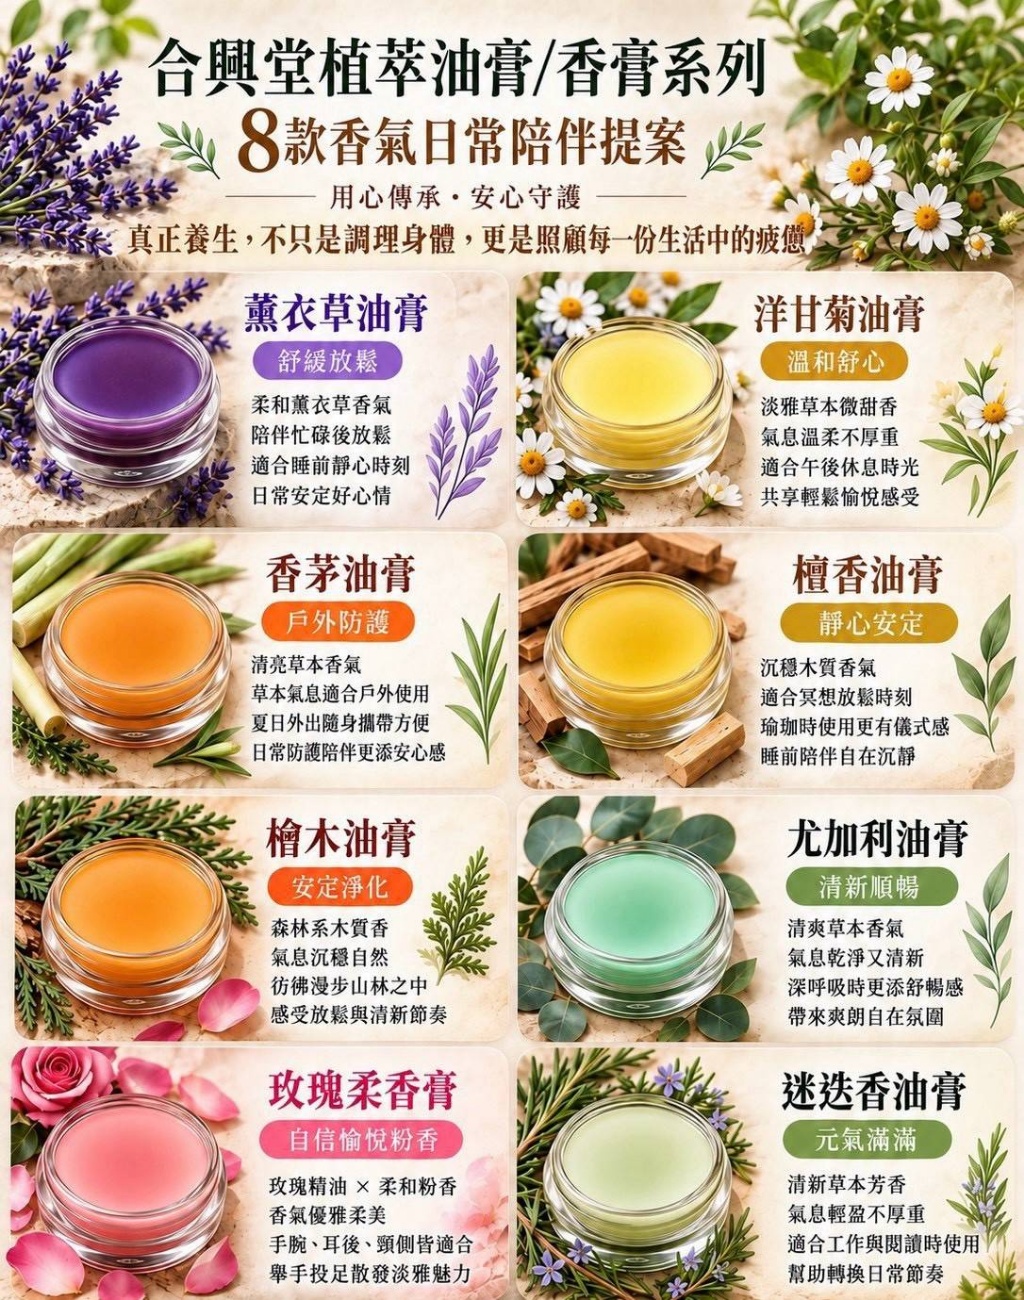 合興堂植萃油膏/香膏系列
8款香氣日常陪伴提案
用心傳承·安心守護
真正養生，不只是調理身體，更是照顧每一份生活中的疲憊
薰衣草油膏
舒緩放鬆
柔和薰衣草香氣
陪伴忙碌後放鬆
適合睡前靜心時刻
日常安定好心情
洋甘菊油膏
溫和舒心
淡雅草本微甜香
氣息溫柔不厚重
適合午後休息時光
共享輕鬆愉悅感受
香茅油膏
戶外防護
清亮草本香氣
草本氣息適合戶外使用
夏日外出隨身攜帶方便
日常防護陪伴更添安心感
檀香油膏
靜心安定
沉穩木質香氣
適合冥想放鬆時刻
瑜珈時使用更有儀式感
睡前陪伴自在沉靜
檜木油膏
安定淨化
森林系木質香
氣息沉穩自然
彷彿漫步山林之中
感受放鬆與清新節奏
尤加利油膏
清新順暢
清爽草本香氣
氣息乾淨又清新
深呼吸時更添舒暢感
帶來爽朗自在氛圍
玫瑰柔香膏
自信愉悅粉香
玫瑰精油 × 柔和粉香
香氣優雅柔美
手腕、耳後、頸側皆適合
舉手投足散發淡雅魅力
迷迭香油膏
元氣滿滿
清新草本芳香
氣息輕盈不厚重
適合工作與閱讀時使用
幫助轉換日常節奏